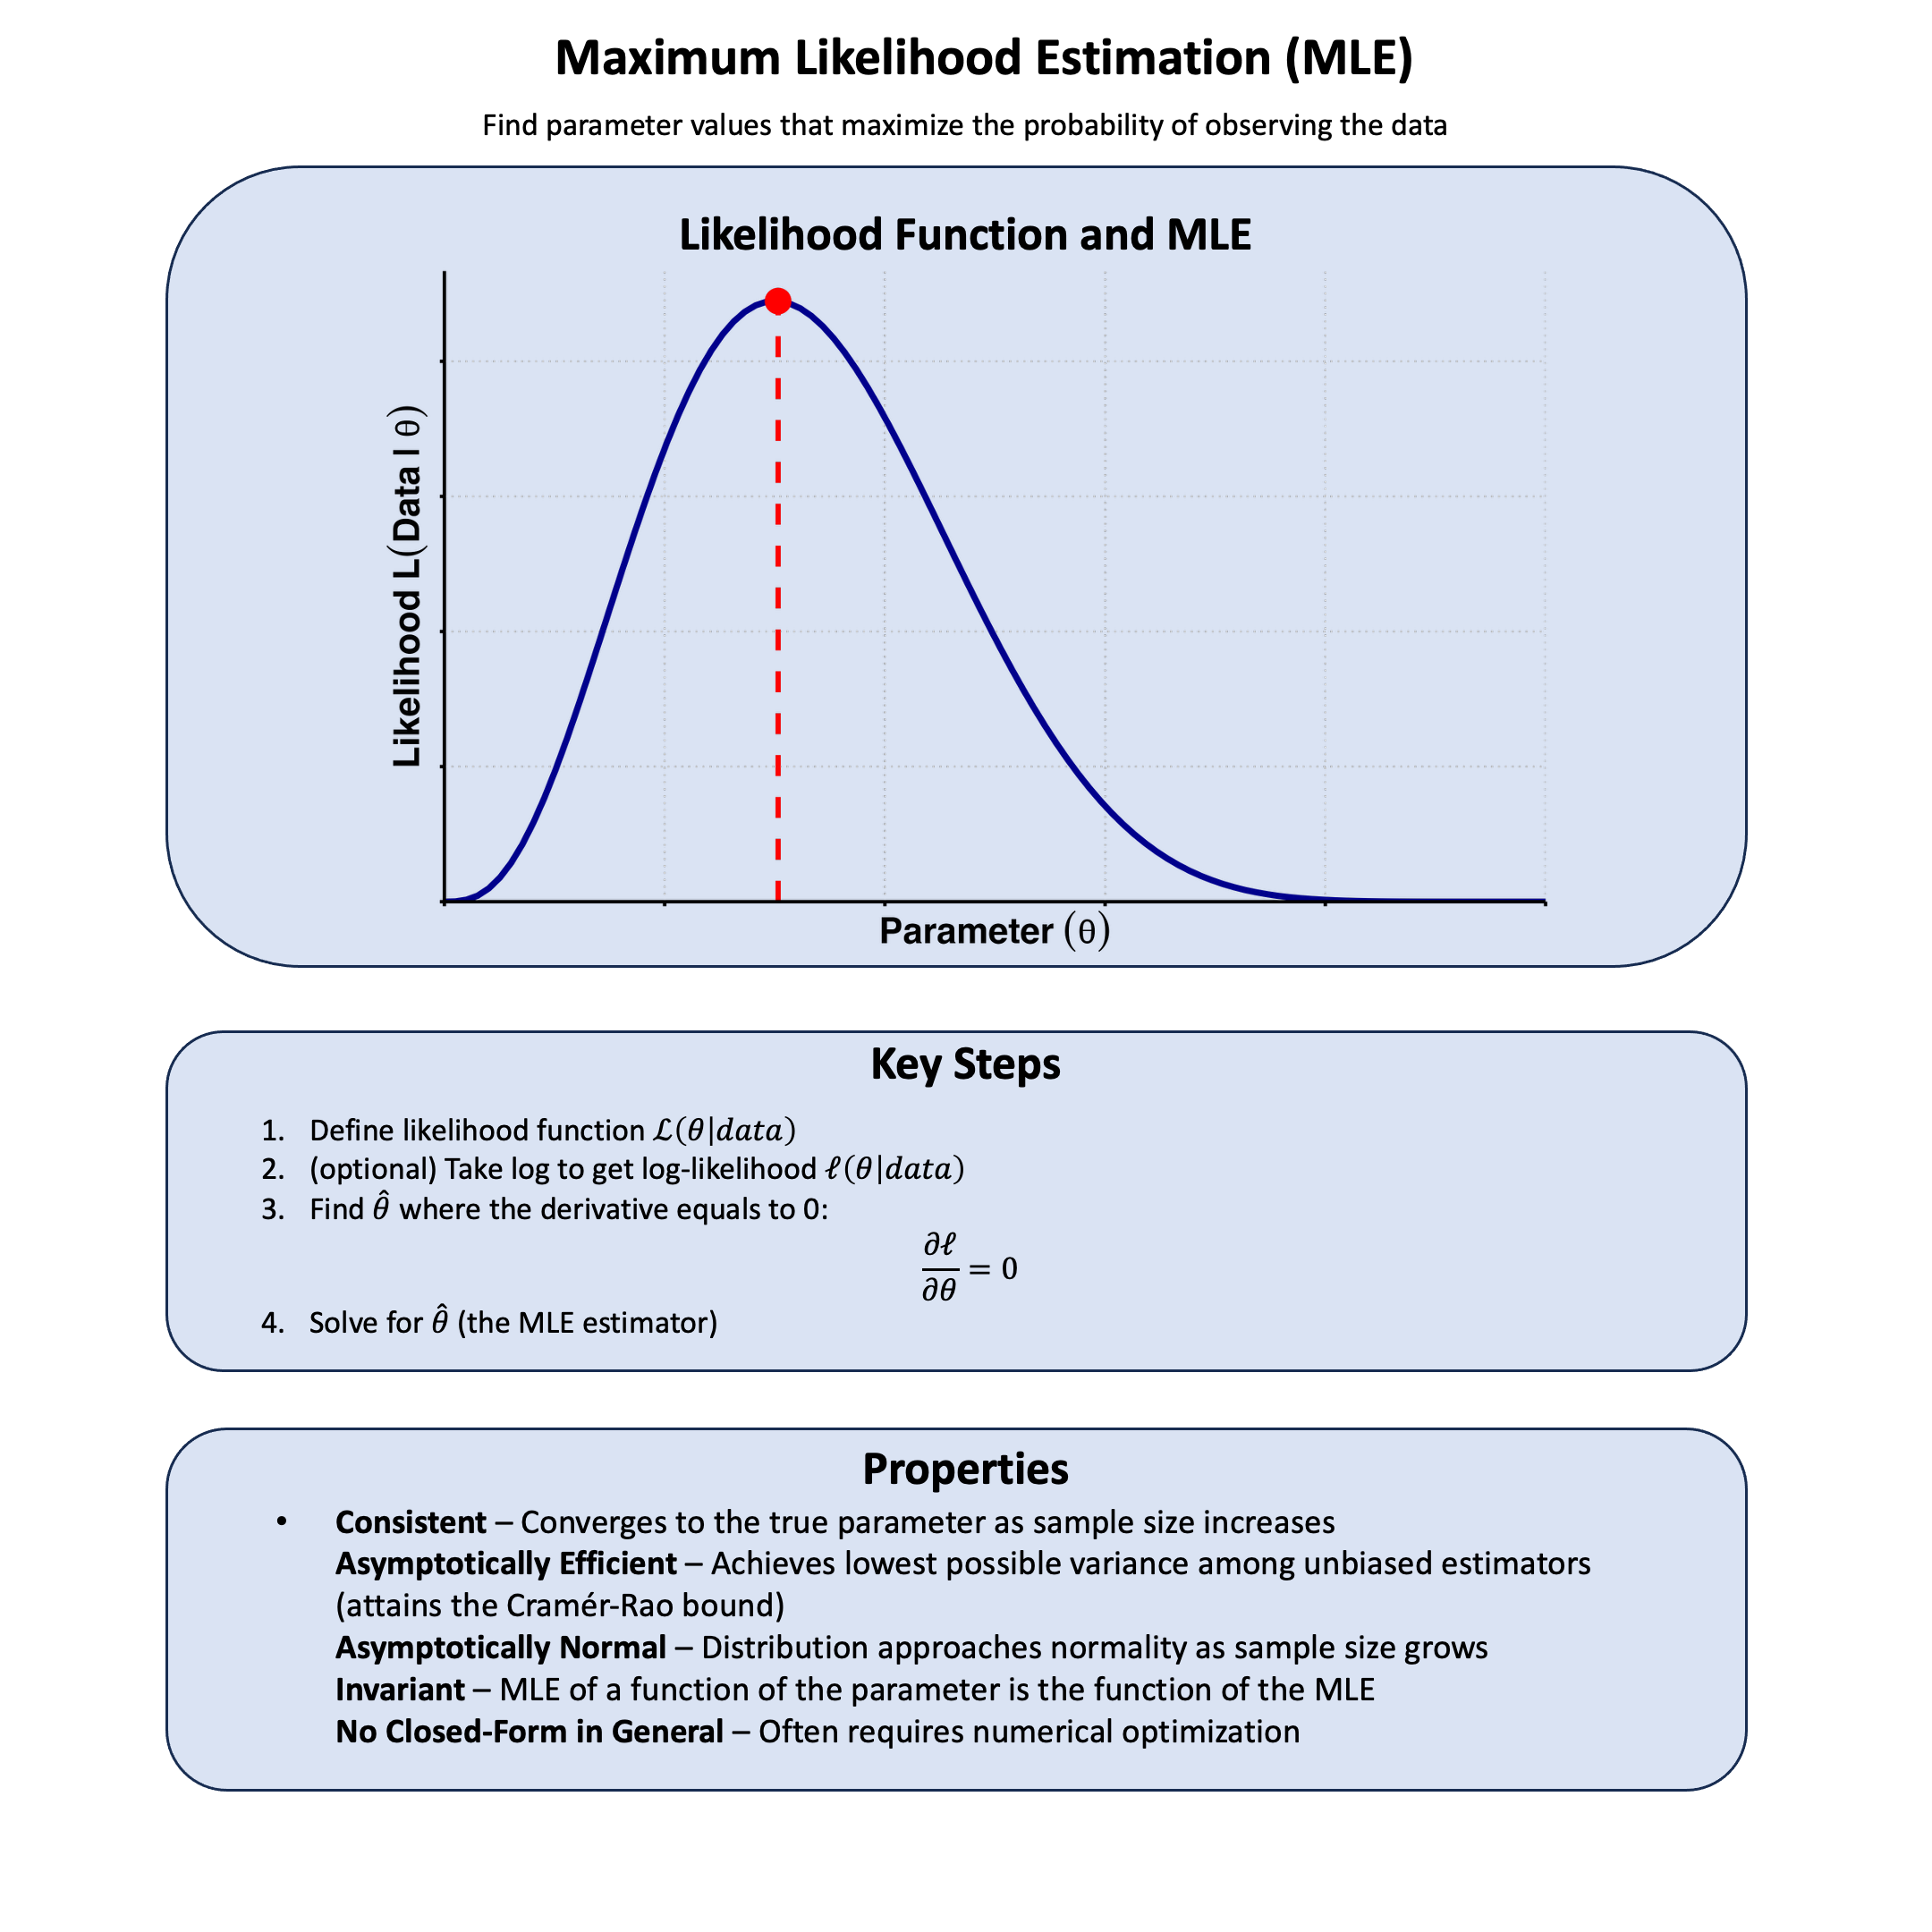 Maximum Likelihood Estimation (MLE)
Find parameter values that maximize the probability of observing the data
Likelihood Function and MLE
Likelihood L(Data | θ)
Parameter (θ)
Key Steps
1. Define likelihood function ℒ(θ|data)
2. (optional) Take log to get log-likelihood ℓ(θ|data)
3. Find θ̂ where the derivative equals to 0:
∂ℓ/∂θ = 0
4. Solve for θ̂ (the MLE estimator)
Properties
• Consistent – Converges to the true parameter as sample size increases
Asymptotically Efficient – Achieves lowest possible variance among unbiased estimators
(attains the Cramér-Rao bound)
Asymptotically Normal – Distribution approaches normality as sample size grows
Invariant – MLE of a function of the parameter is the function of the MLE
No Closed-Form in General – Often requires numerical optimization